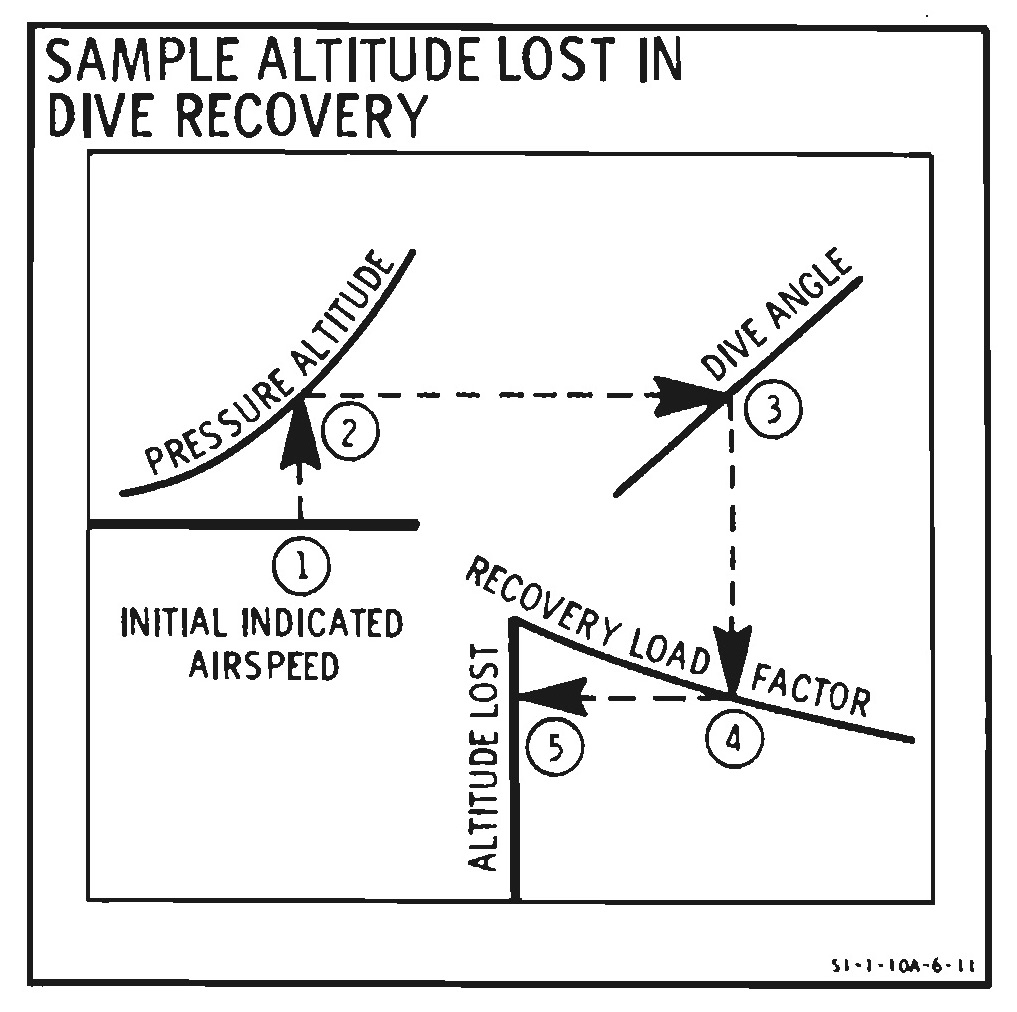 SAMPLE ALTITUDE LOST IN
DIVE RECOVERY
PRESSURE ALTITUDE
DIVE ANGLE
2
3
1
INITIAL INDICATED
AIRSPEED
RECOVERY LOAD FACTOR
ALTITUDE LOST
5
4
S1-1-10A-6-11